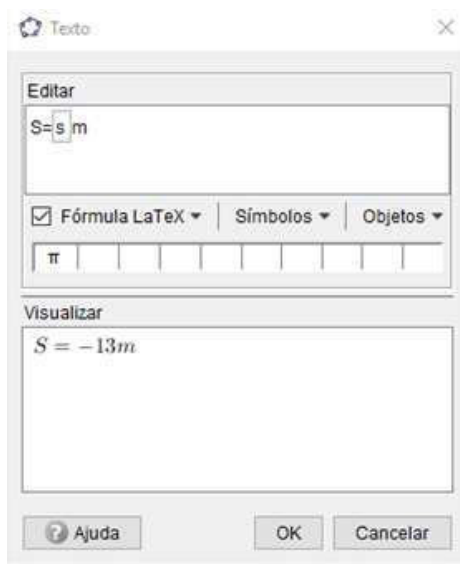 Texto
Editar
S=s m
Fórmula LaTeX Símbolos Objetos
π
Visualizar
S = −13m
Ajuda OK Cancelar